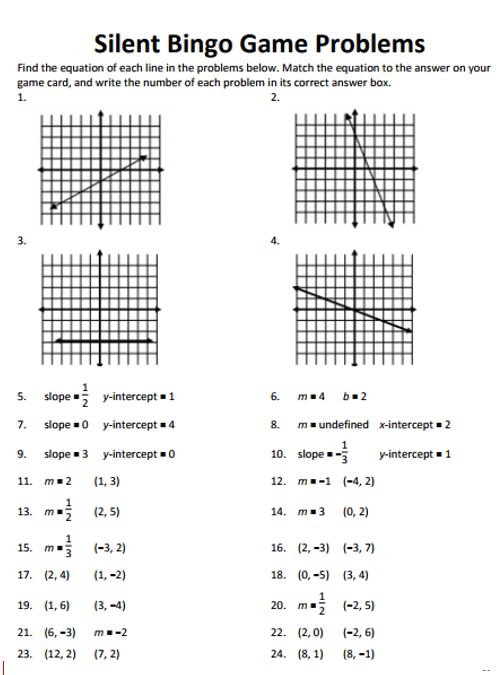 Silent Bingo Game Problems
Find the equation of each line in the problems below. Match the equation to the answer on your
game card, and write the number of each problem in its correct answer box.
1. 2.
3. 4.
5. slope = 1/2 y-intercept = 1 6. m = 4 b = 2
7. slope = 0 y-intercept = 4 8. m = undefined x-intercept = 2
9. slope = 3 y-intercept = 0 10. slope = -1/3 y-intercept = 1
11. m = 2 (1, 3) 12. m = -1 (-4, 2)
13. m = 1/2 (2, 5) 14. m = 3 (0, 2)
15. m = 1/3 (-3, 2) 16. (2, -3) (-3, 7)
17. (2, 4) (1, -2) 18. (0, -5) (3, 4)
19. (1, 6) (3, -4) 20. m = 1/2 (-2, 5)
21. (6, -3) m = -2 22. (2, 0) (-2, 6)
23. (12, 2) (7, 2) 24. (8, 1) (8, -1)